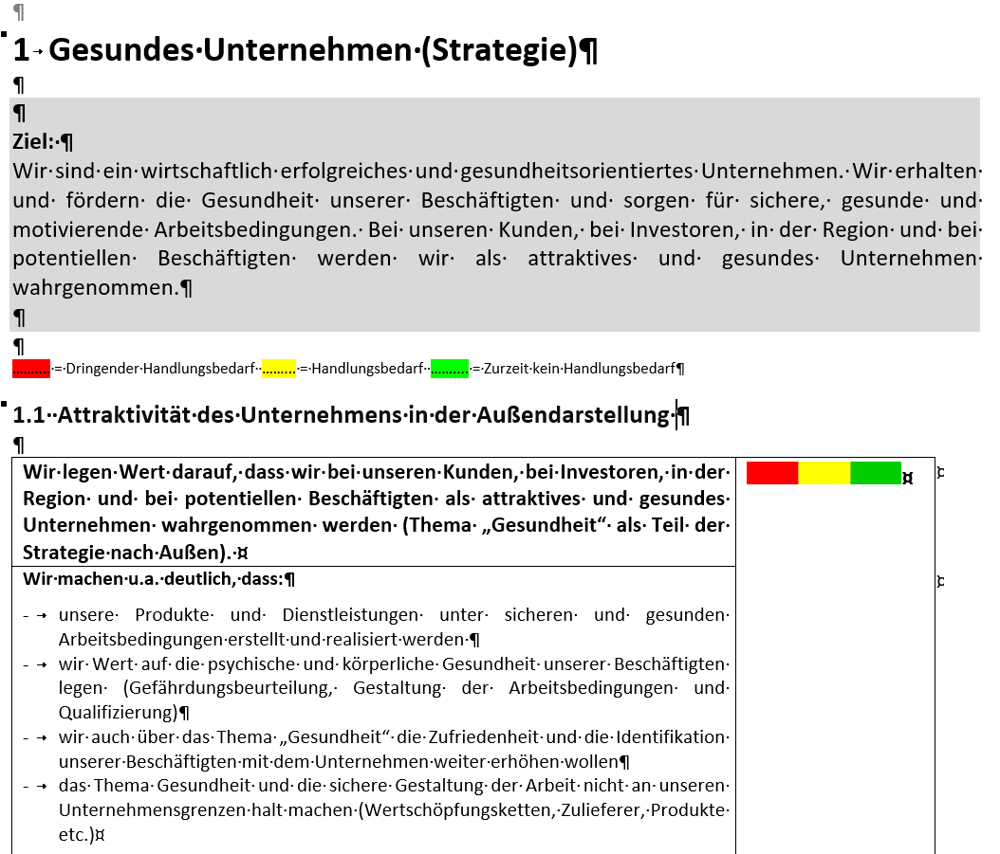 1 Gesundes Unternehmen (Strategie)
Ziel:
Wir sind ein wirtschaftlich erfolgreiches und gesundheitsorientiertes Unternehmen. Wir erhalten
und fördern die Gesundheit unserer Beschäftigten und sorgen für sichere, gesunde und
motivierende Arbeitsbedingungen. Bei unseren Kunden, bei Investoren, in der Region und bei
potentiellen Beschäftigten werden wir als attraktives und gesundes Unternehmen
wahrgenommen.
......... = Dringender Handlungsbedarf ........ = Handlungsbedarf ......... = Zurzeit kein Handlungsbedarf
1.1 Attraktivität des Unternehmens in der Außendarstellung
Wir legen Wert darauf, dass wir bei unseren Kunden, bei Investoren, in der
Region und bei potentiellen Beschäftigten als attraktives und gesundes
Unternehmen wahrgenommen werden (Thema „Gesundheit“ als Teil der
Strategie nach Außen).
Wir machen u.a. deutlich, dass:
- unsere Produkte und Dienstleistungen unter sicheren und gesunden
Arbeitsbedingungen erstellt und realisiert werden
- wir Wert auf die psychische und körperliche Gesundheit unserer Beschäftigten
legen (Gefährdungsbeurteilung, Gestaltung der Arbeitsbedingungen und
Qualifizierung)
- wir auch über das Thema „Gesundheit“ die Zufriedenheit und die Identifikation
unserer Beschäftigten mit dem Unternehmen weiter erhöhen wollen
- das Thema Gesundheit und die sichere Gestaltung der Arbeit nicht an unseren
Unternehmensgrenzen halt machen (Wertschöpfungsketten, Zulieferer, Produkte
etc.)